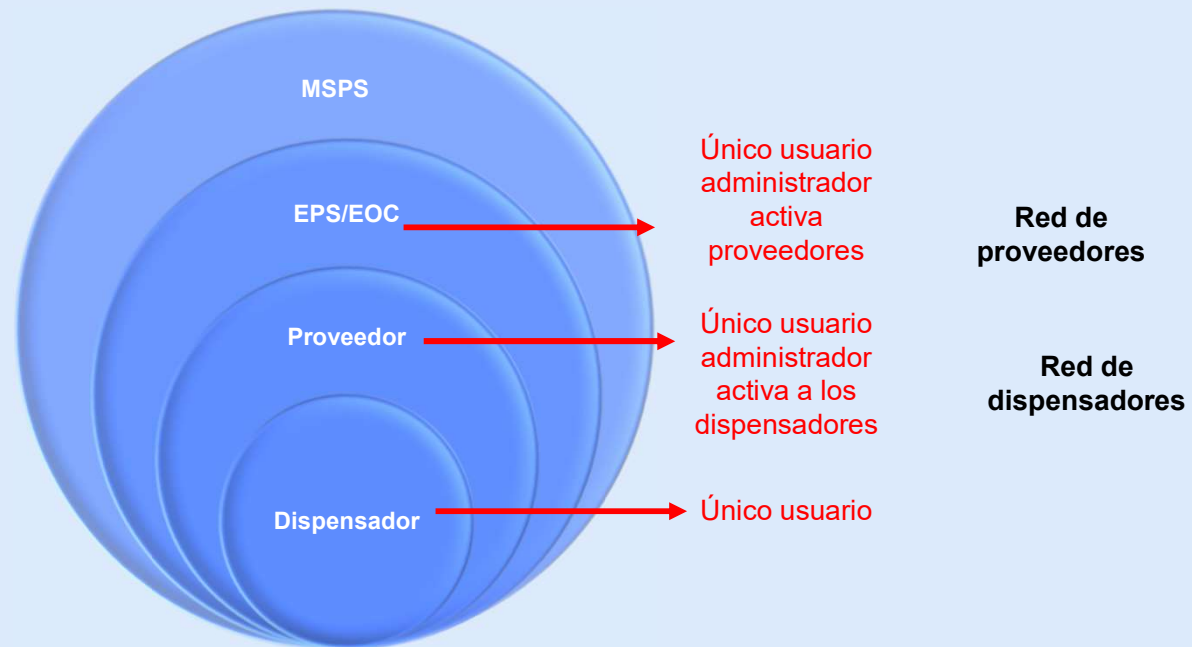 MSPS
EPS/EOC
Único usuario
administrador
activa
proveedores
Red de
proveedores
Proveedor
Único usuario
administrador
activa a los
dispensadores
Red de
dispensadores
Dispensador
Único usuario